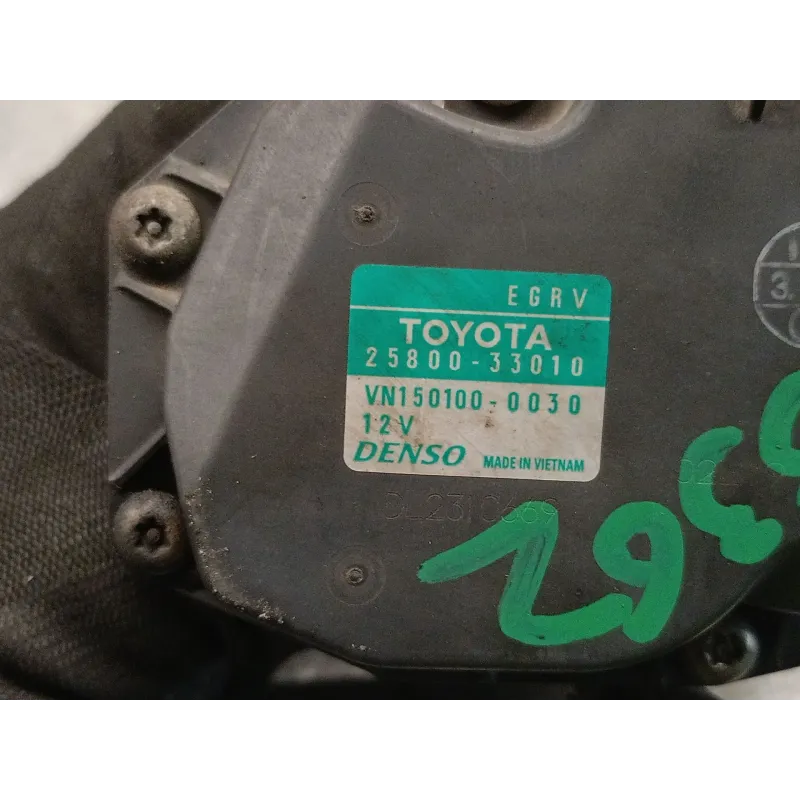 EGRV
TOYOTA
25800-33010
VN150100-0030
12V
DENSO MADE IN VIETNAM